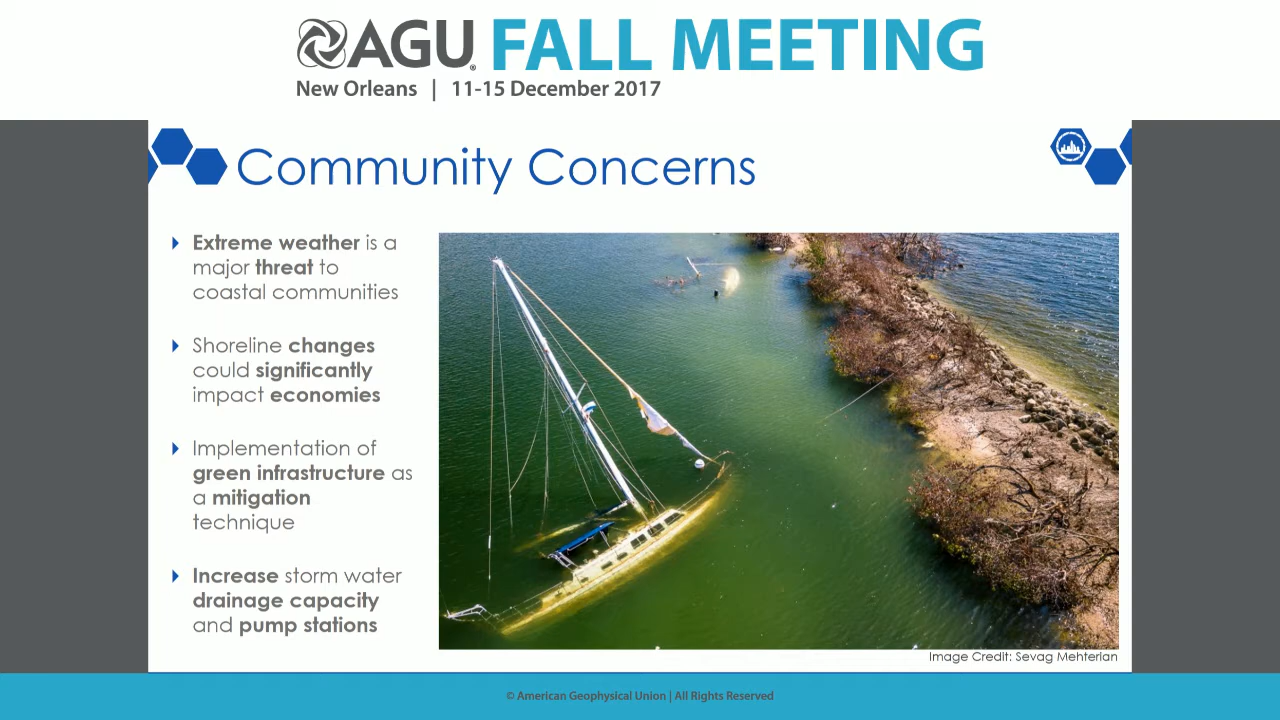 AGU FALL MEETING
New Orleans | 11-15 December 2017
Community Concerns
Extreme weather is a
major threat to
coastal communities
Shoreline changes
could significantly
impact economies
Implementation of
green infrastructure as
a mitigation
technique
Increase storm water
drainage capacity
and pump stations
Image Credit: Sevag Mehterian
© American Geophysical Union | All Rights Reserved